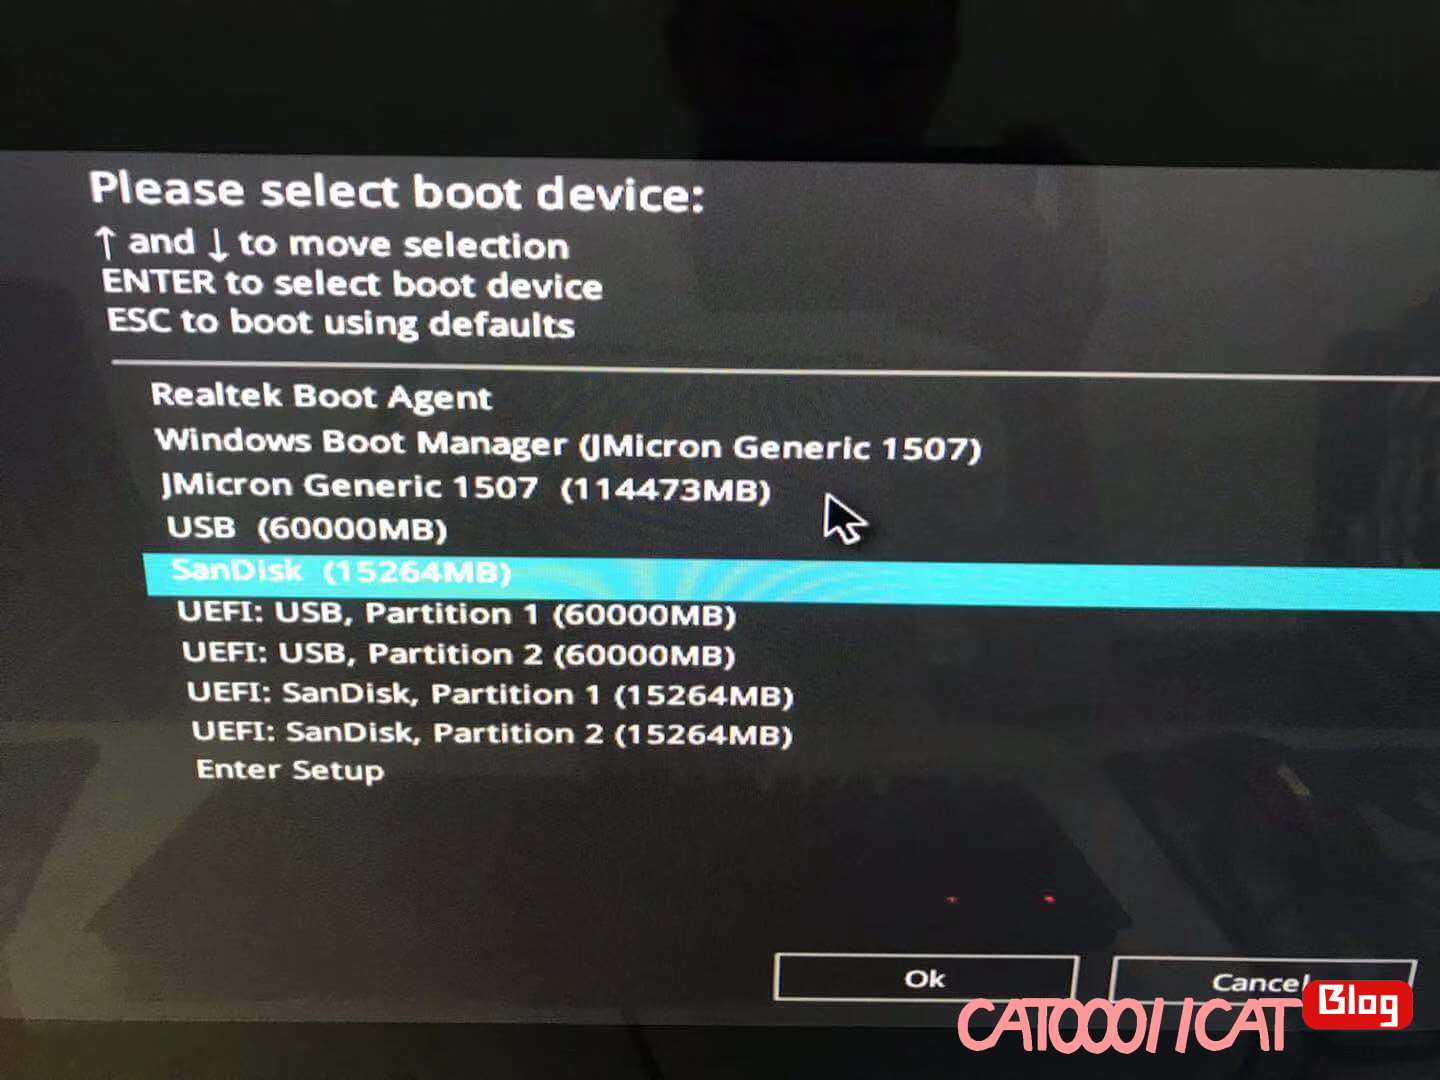 Please select boot device:
↑ and ↓ to move selection
ENTER to select boot device
ESC to boot using defaults
Realtek Boot Agent
Windows Boot Manager (JMicron Generic 1507)
JMicron Generic 1507 (114473MB)
USB (60000MB)
SanDisk (15264MB)
UEFI: USB, Partition 1 (60000MB)
UEFI: USB, Partition 2 (60000MB)
UEFI: SanDisk, Partition 1 (15264MB)
UEFI: SanDisk, Partition 2 (15264MB)
Enter Setup
Ok
Cancel
CAT00011CAT Blog